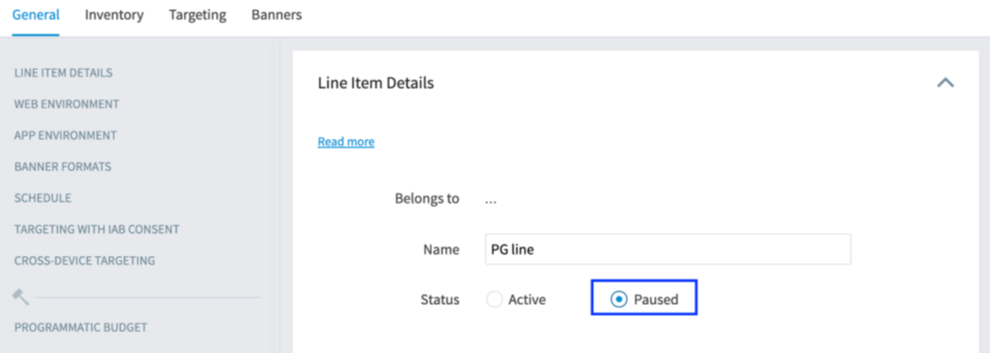 General Inventory Targeting Banners
LINE ITEM DETAILS
WEB ENVIRONMENT
APP ENVIRONMENT
BANNER FORMATS
SCHEDULE
TARGETING WITH IAB CONSENT
CROSS-DEVICE TARGETING
PROGRAMMATIC BUDGET
Line Item Details
Read more
Belongs to ...
Name PG line
Status Active Paused